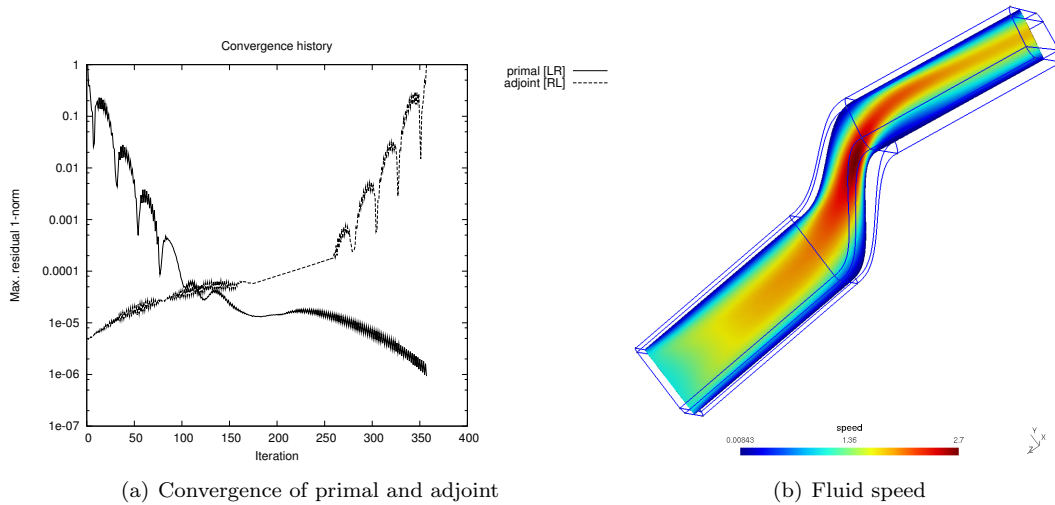 Convergence history
primal [LR]
adjoint [RL]
1
0.1
0.01
0.001
0.0001
1e-05
1e-06
1e-07
Max. residual 1-norm
0 50 100 150 200 250 300 350 400
Iteration
(a) Convergence of primal and adjoint
speed
0.00843 1.36 2.7
Y
X
Z
(b) Fluid speed